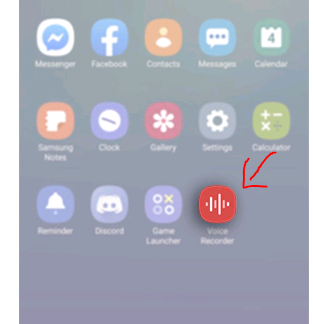 Messenger
Facebook
Contacts
Messages
4
Calendar
Samsung
Notes
Clock
Gallery
Settings
Calculator
Reminder
Discord
Game
Launcher
Voice
Recorder